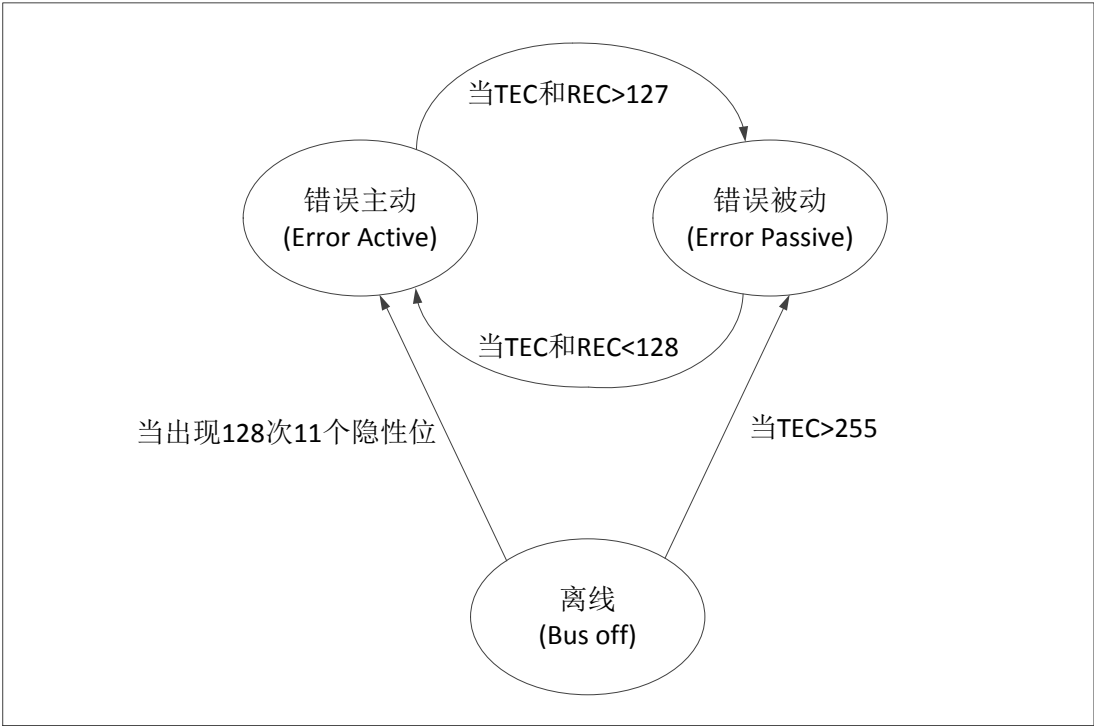 当TEC和REC>127
错误主动
(Error Active)
错误被动
(Error Passive)
当TEC和REC<128
当出现128次11个隐性位
当TEC>255
离线
(Bus off)